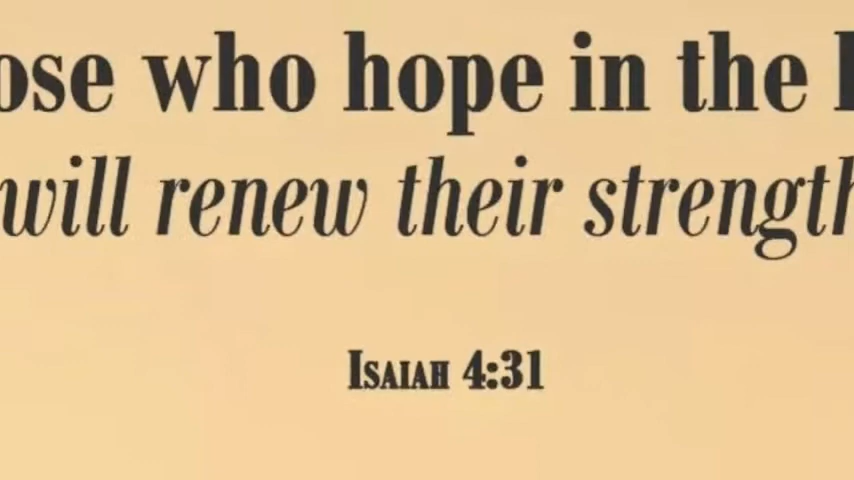 ose who hope in the
will renew their strength
Isaiah 4:31